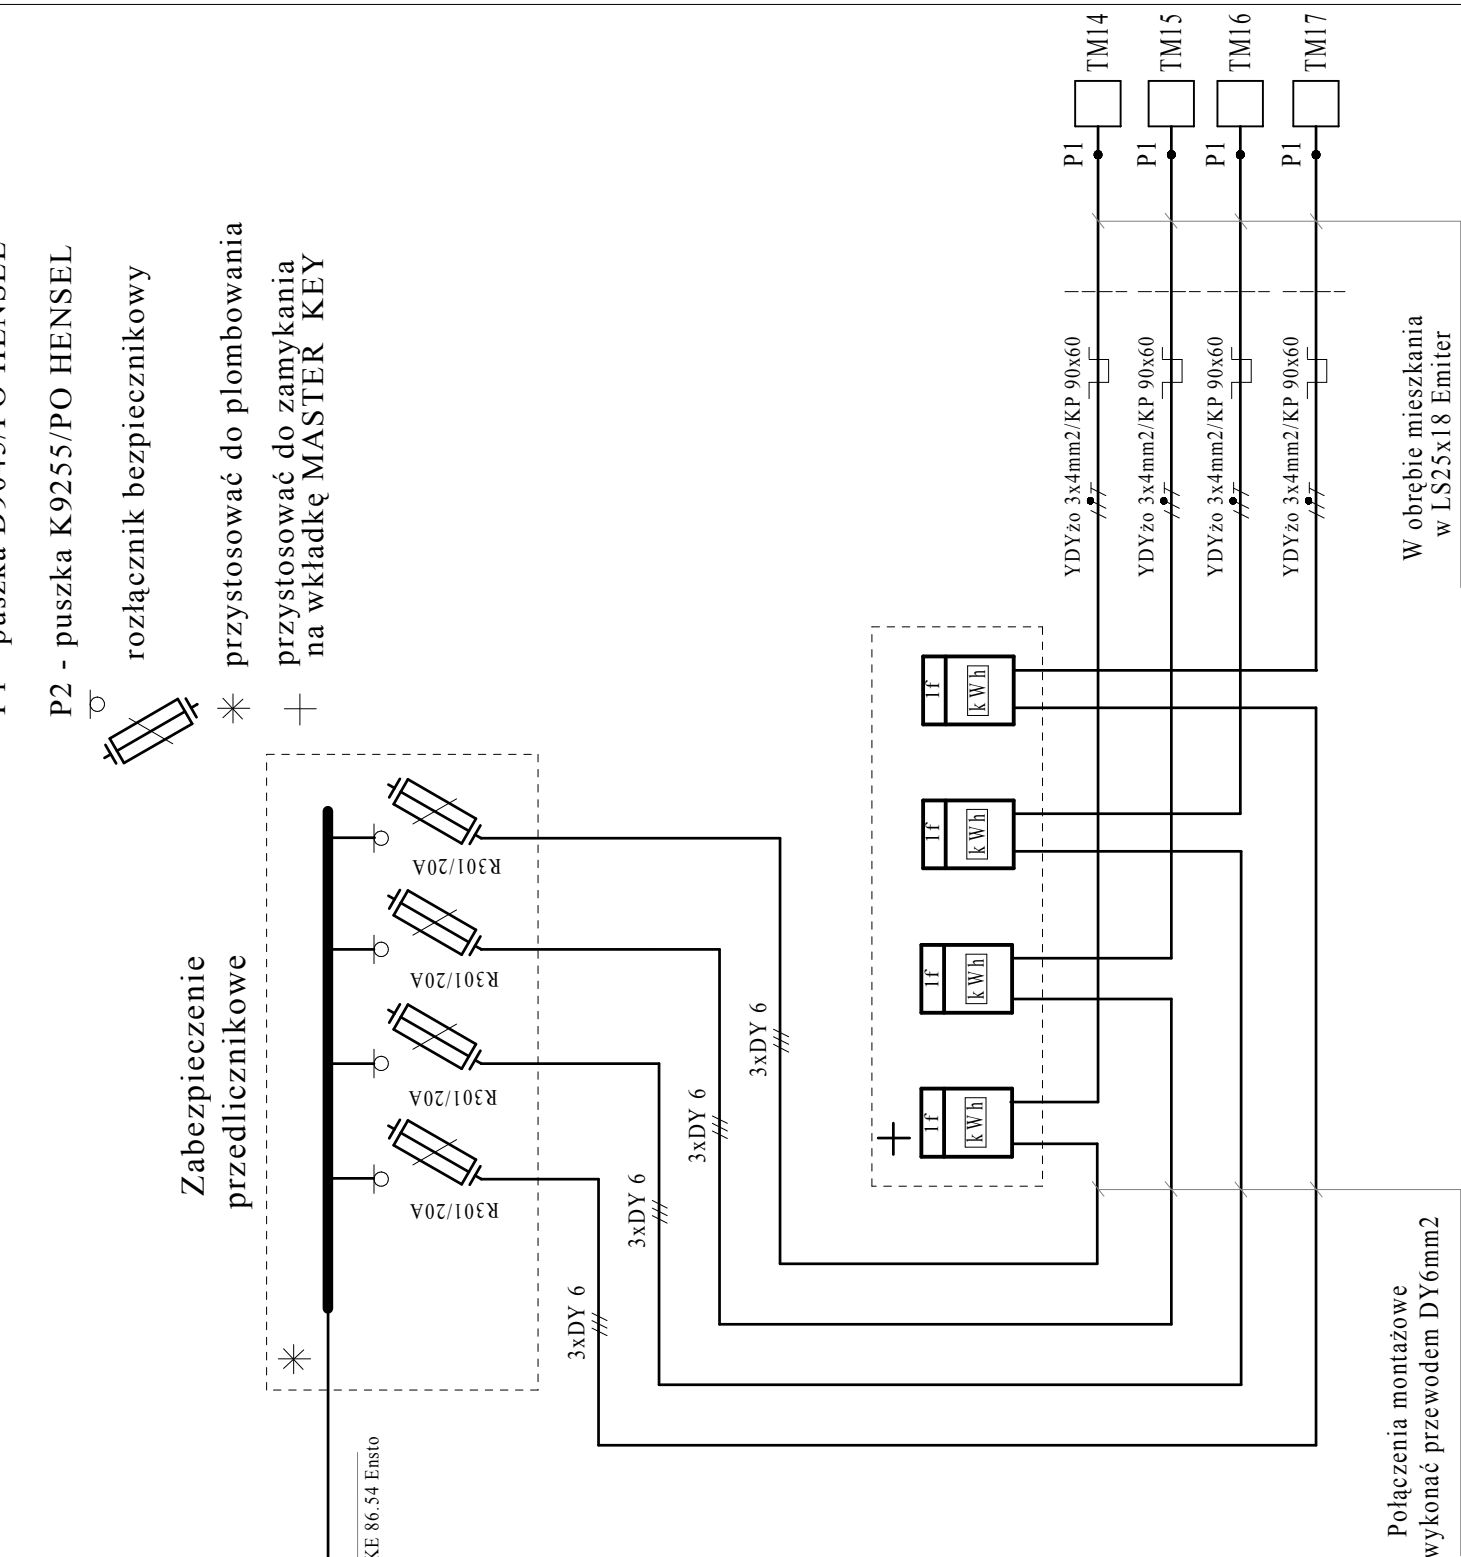 P2 - puszka K9255/PO HENSEL
rozłącznik bezpiecznikowy
przystosować do plombowania
przystosować do zamykania
na wkładkę MASTER KEY
Zabezpieczenie
przedlicznikowe
R301/20A
R301/20A
R301/20A
R301/20A
3xDY 6
3xDY 6
3xDY 6
3xDY 6
KE 86.54 Ensto
1f
kWh
1f
kWh
1f
kWh
1f
kWh
YDYżo 3x4mm2/KP 90x60
YDYżo 3x4mm2/KP 90x60
YDYżo 3x4mm2/KP 90x60
YDYżo 3x4mm2/KP 90x60
P1
P1
P1
P1
TM14
TM15
TM16
TM17
W obrębie mieszkania
w LS25x18 Emiter
Połączenia montażowe
wykonać przewodem DY6mm2